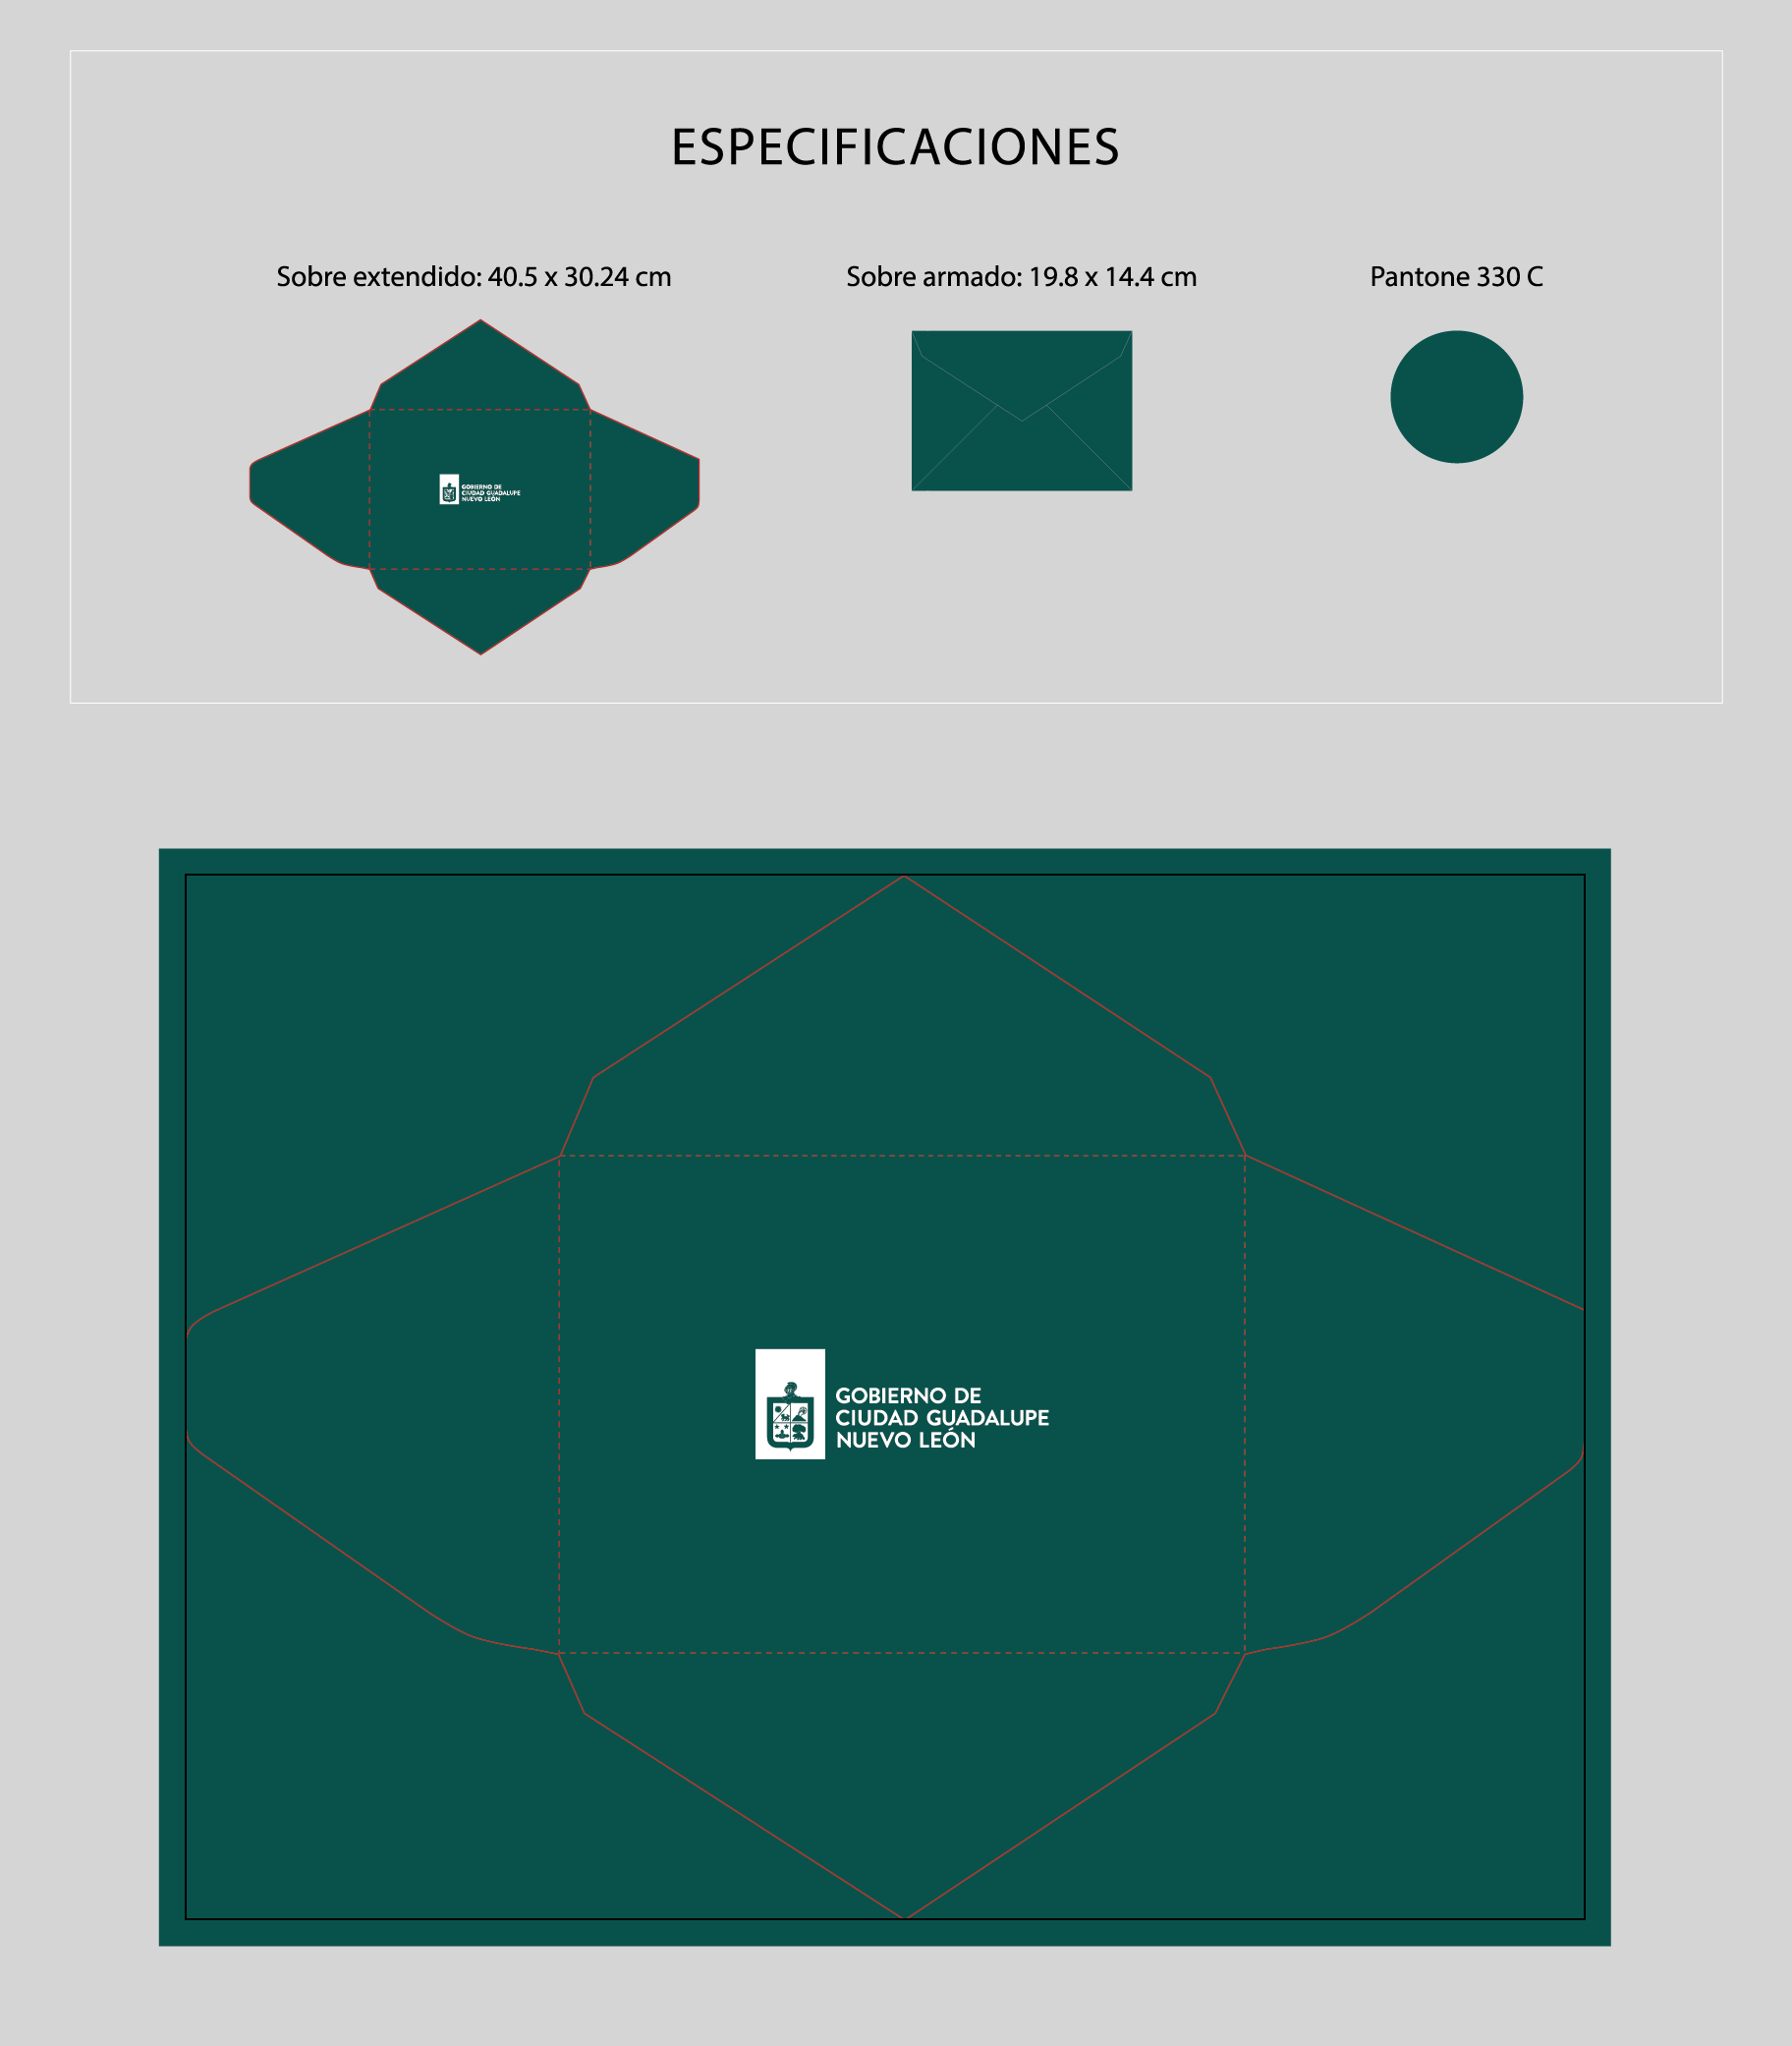 ESPECIFICACIONES
Sobre extendido: 40.5 x 30.24 cm
Sobre armado: 19.8 x 14.4 cm
Pantone 330 C
GOBIERNO DE
CIUDAD GUADALUPE
NUEVO LEÓN
GOBIERNO DE
CIUDAD GUADALUPE
NUEVO LEÓN